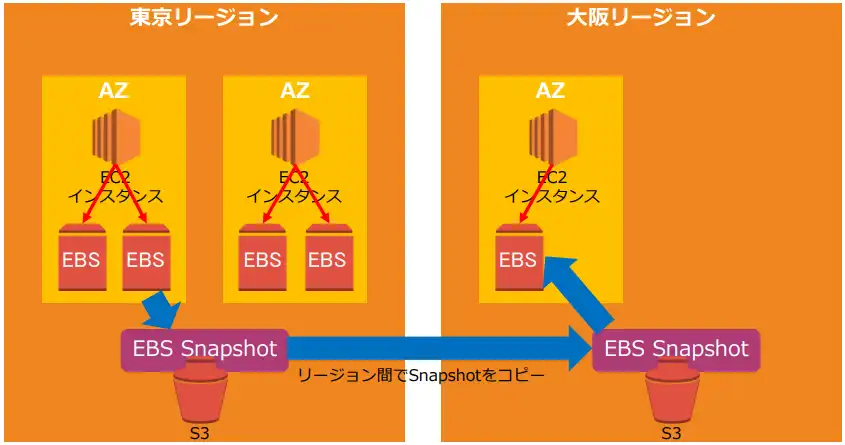 東京リージョン
大阪リージョン
AZ
AZ
AZ
EC2
インスタンス
EC2
インスタンス
EC2
インスタンス
EBS
EBS
EBS
EBS
EBS
EBS Snapshot
EBS Snapshot
リージョン間でSnapshotをコピー
S3
S3